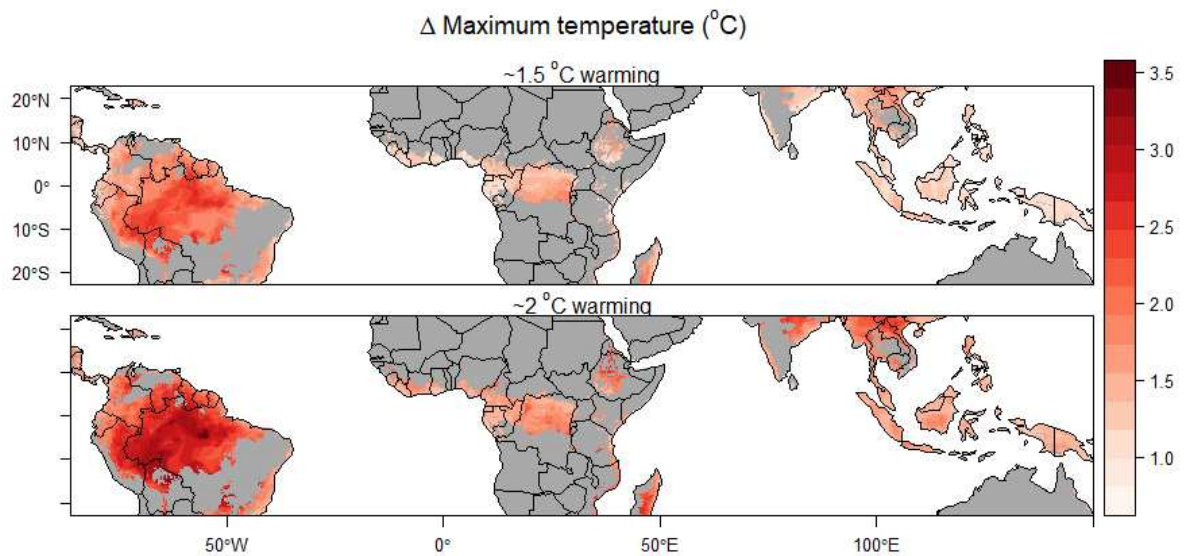 Δ Maximum temperature (°C)
~1.5 °C warming
20°N
10°N
0°
10°S
20°S
~2 °C warming
50°W
0°
50°E
100°E
3.5
3.0
2.5
2.0
1.5
1.0